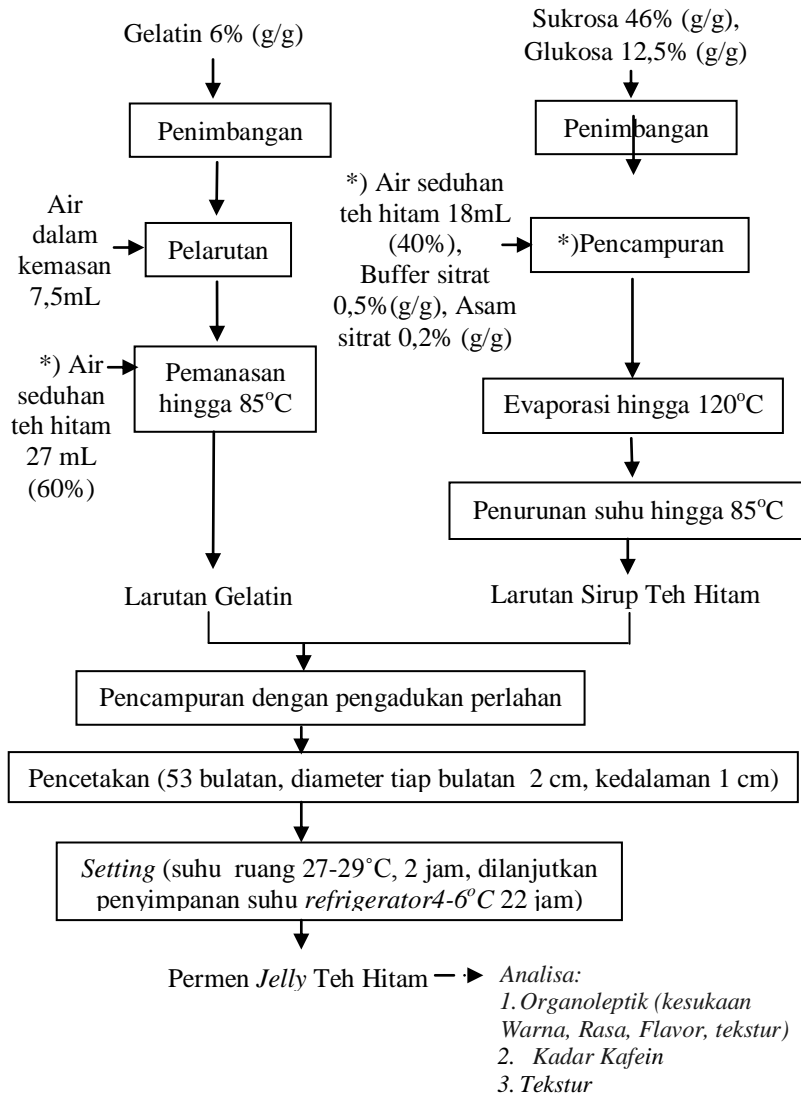 Gelatin 6% (g/g)
Penimbangan
Air
dalam
kemasan
7,5mL
Pelarutan
*) Air
seduhan
teh hitam
27 mL
(60%)
Pemanasan
hingga 85°C
Larutan Gelatin
Sukrosa 46% (g/g),
Glukosa 12,5% (g/g)
Penimbangan
*) Air seduhan
teh hitam 18mL
(40%),
Buffer sitrat
0,5%(g/g), Asam
sitrat 0,2% (g/g)
*)Pencampuran
Evaporasi hingga 120°C
Penurunan suhu hingga 85°C
Larutan Sirup Teh Hitam
Pencampuran dengan pengadukan perlahan
Pencetakan (53 bulatan, diameter tiap bulatan 2 cm, kedalaman 1 cm)
Setting (suhu ruang 27-29˚C, 2 jam, dilanjutkan
penyimpanan suhu refrigerator4-6°C 22 jam)
Permen Jelly Teh Hitam
Analisa:
1. Organoleptik (kesukaan
Warna, Rasa, Flavor, tekstur)
2. Kadar Kafein
3. Tekstur